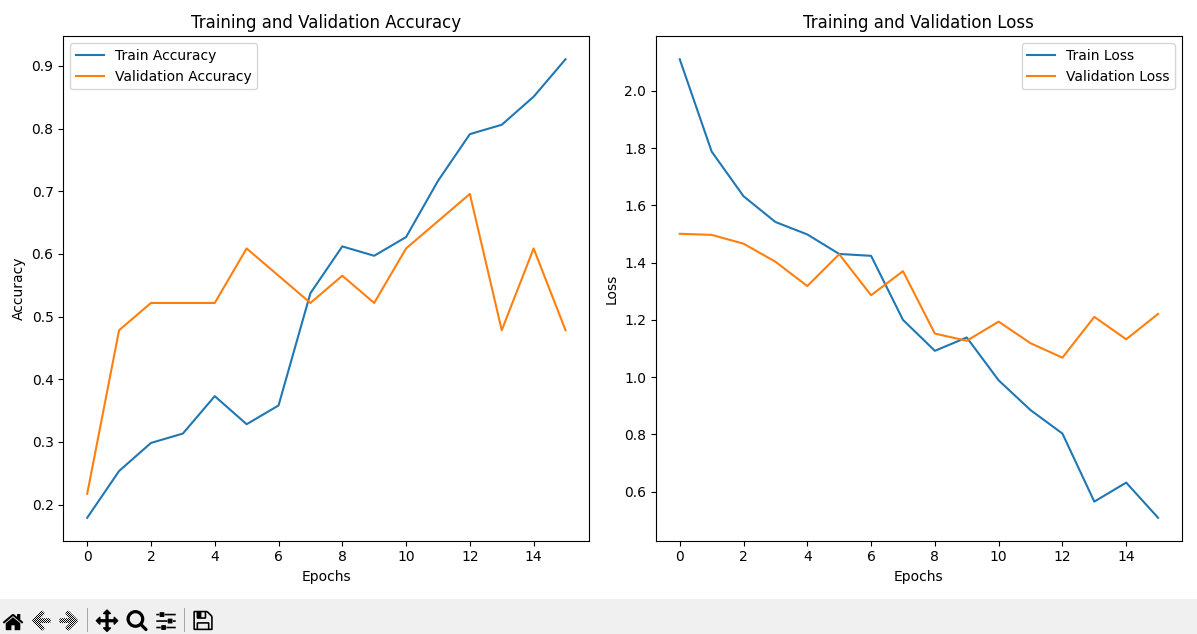 Training and Validation Accuracy
Train Accuracy
Validation Accuracy
0.9
0.8
0.7
0.6
0.5
0.4
0.3
0.2
Accuracy
0 2 4 6 8 10 12 14
Epochs
Training and Validation Loss
Train Loss
Validation Loss
2.0
1.8
1.6
1.4
1.2
1.0
0.8
0.6
Loss
0 2 4 6 8 10 12 14
Epochs